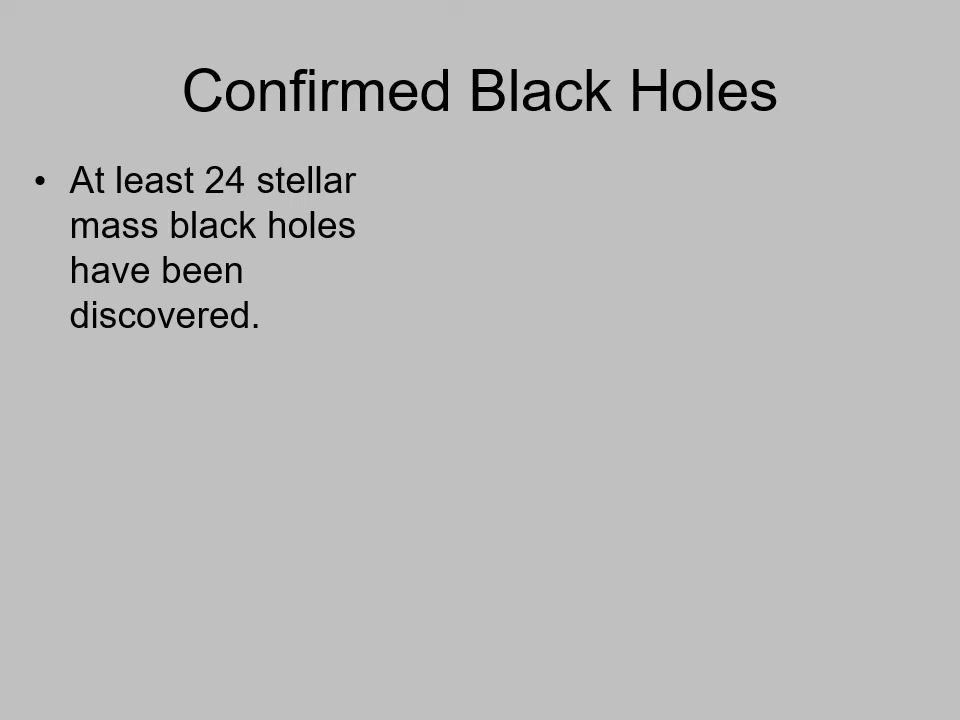 Confirmed Black Holes
• At least 24 stellar
mass black holes
have been
discovered.